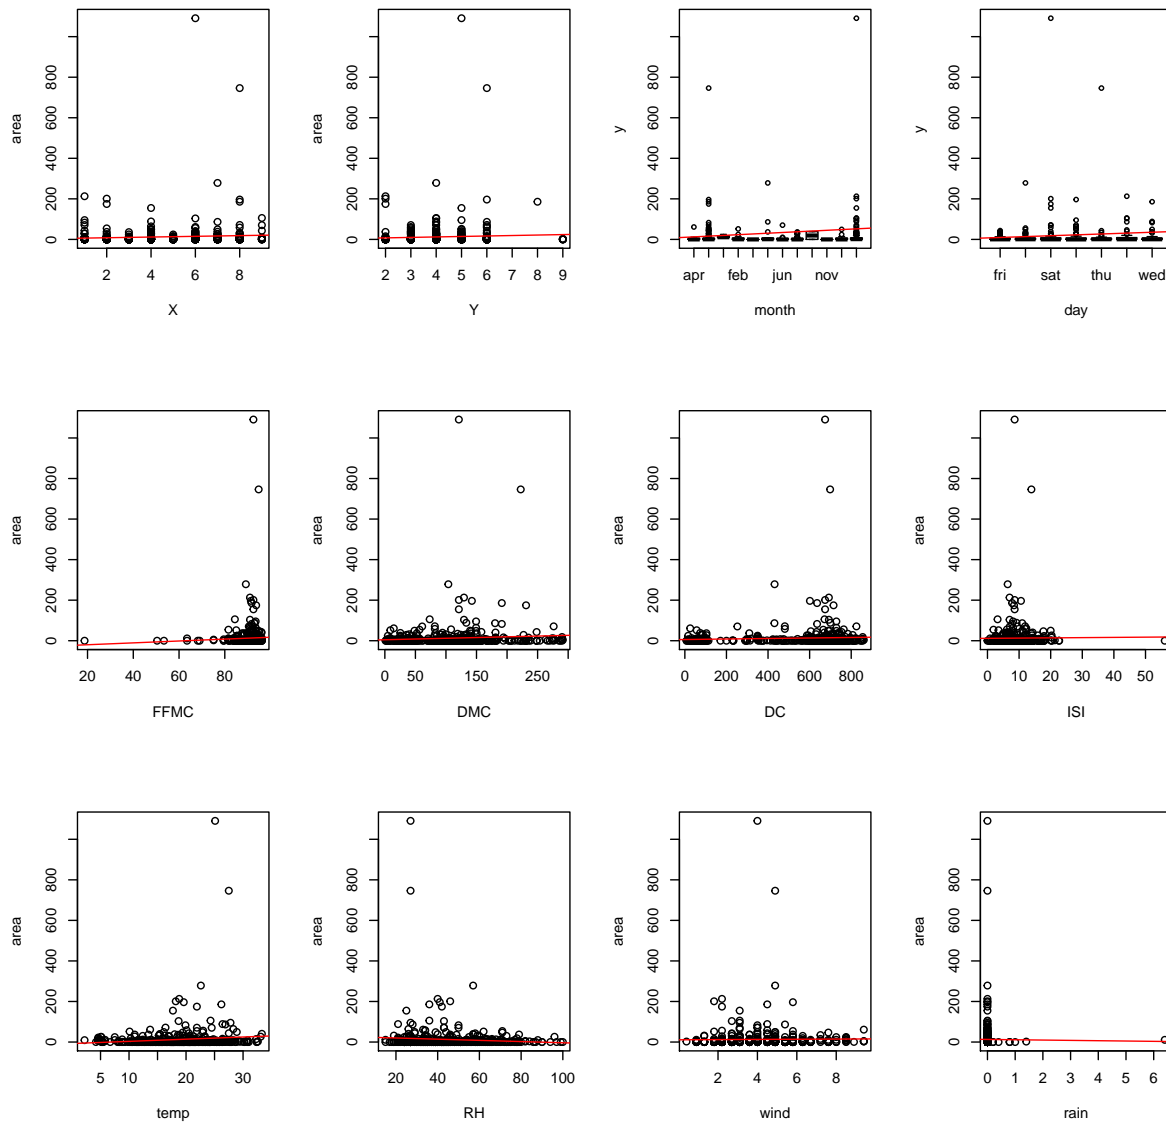 area
0 200 400 600 800
2 4 6 8
X
area
0 200 400 600 800
2 3 4 5 6 7 8 9
Y
y
0 200 400 600 800
apr feb jun nov
month
y
0 200 400 600 800
fri sat thu wed
day
area
0 200 400 600 800
20 40 60 80
FFMC
area
0 200 400 600 800
0 50 100 150 200 250
DMC
area
0 200 400 600 800
0 200 400 600 800
DC
area
0 200 400 600 800
0 10 20 30 40 50
ISI
area
0 200 400 600 800
5 10 20 30
temp
area
0 200 400 600 800
20 40 60 80 100
RH
area
0 200 400 600 800
2 4 6 8
wind
area
0 200 400 600 800
0 1 2 3 4 5 6
rain